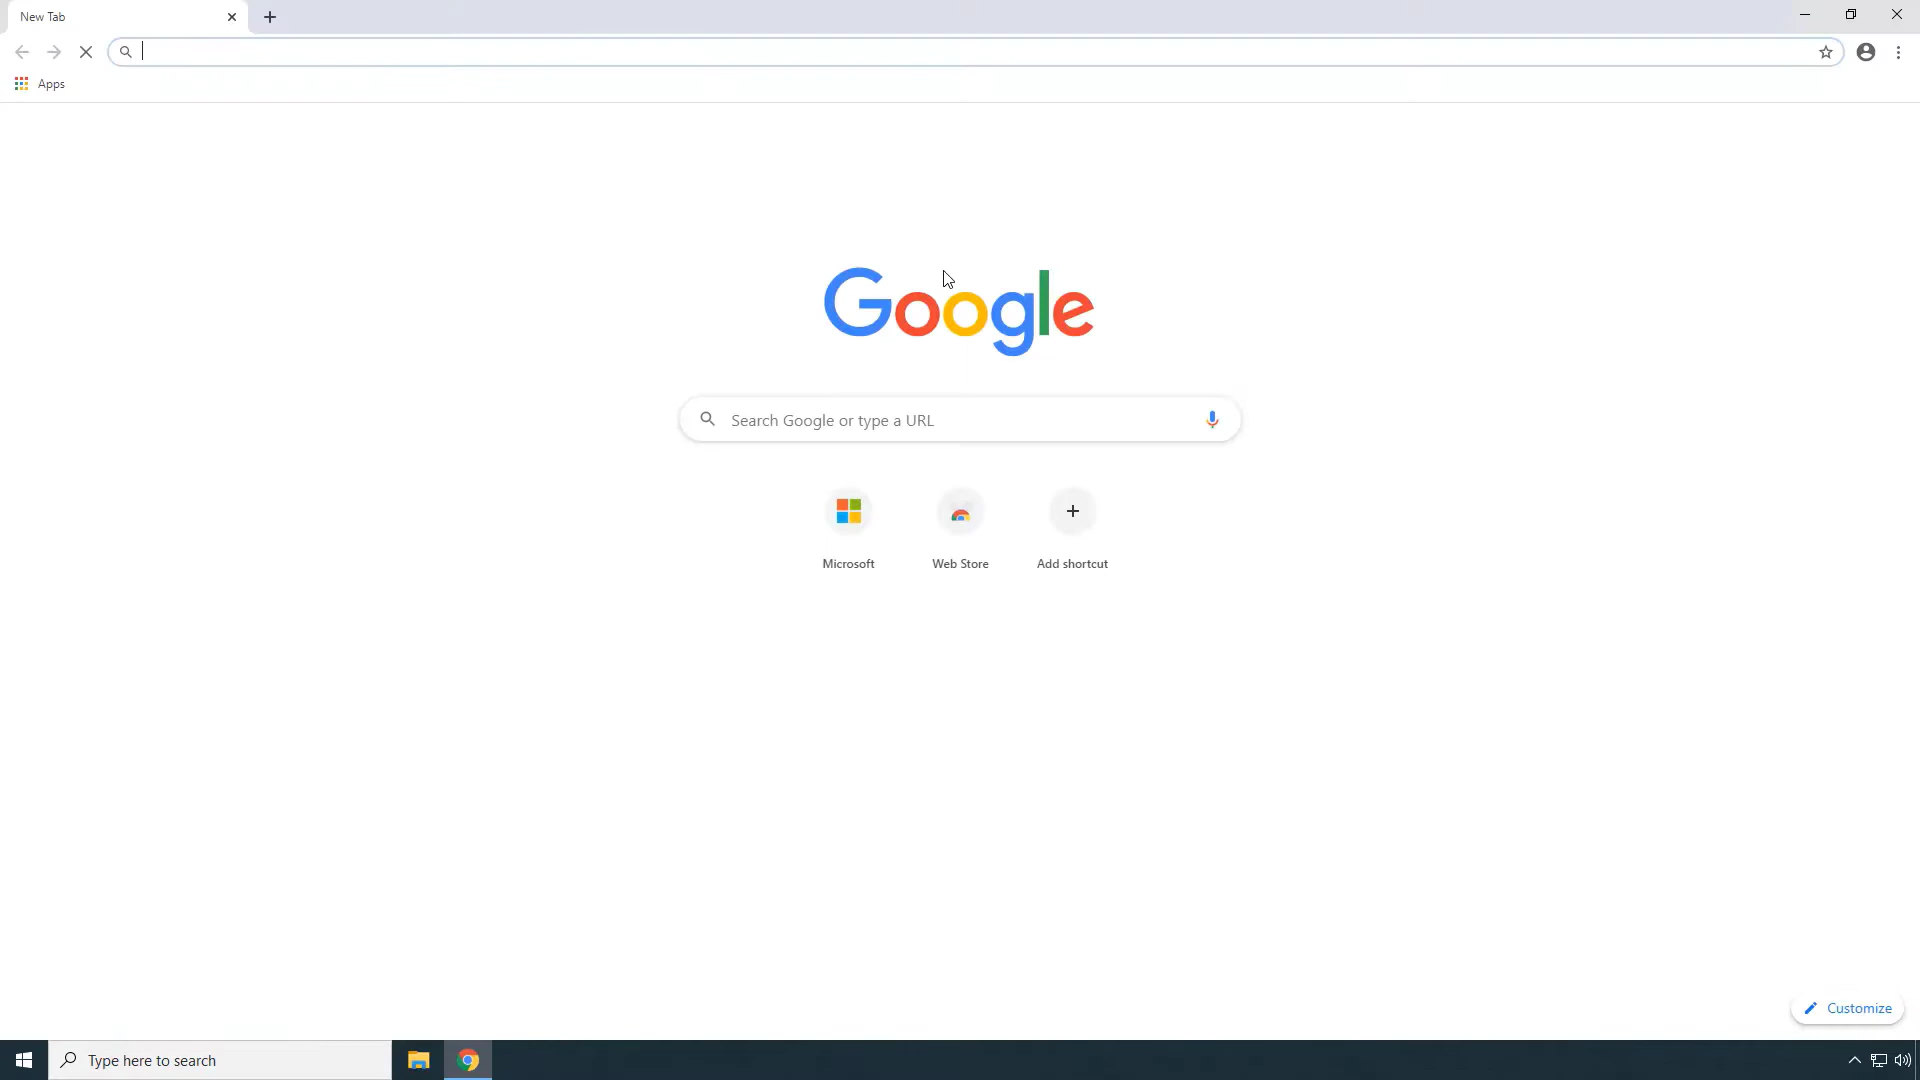 New Tab
Apps
Google
Search Google or type a URL
Microsoft
Web Store
Add shortcut
Customize
Type here to search